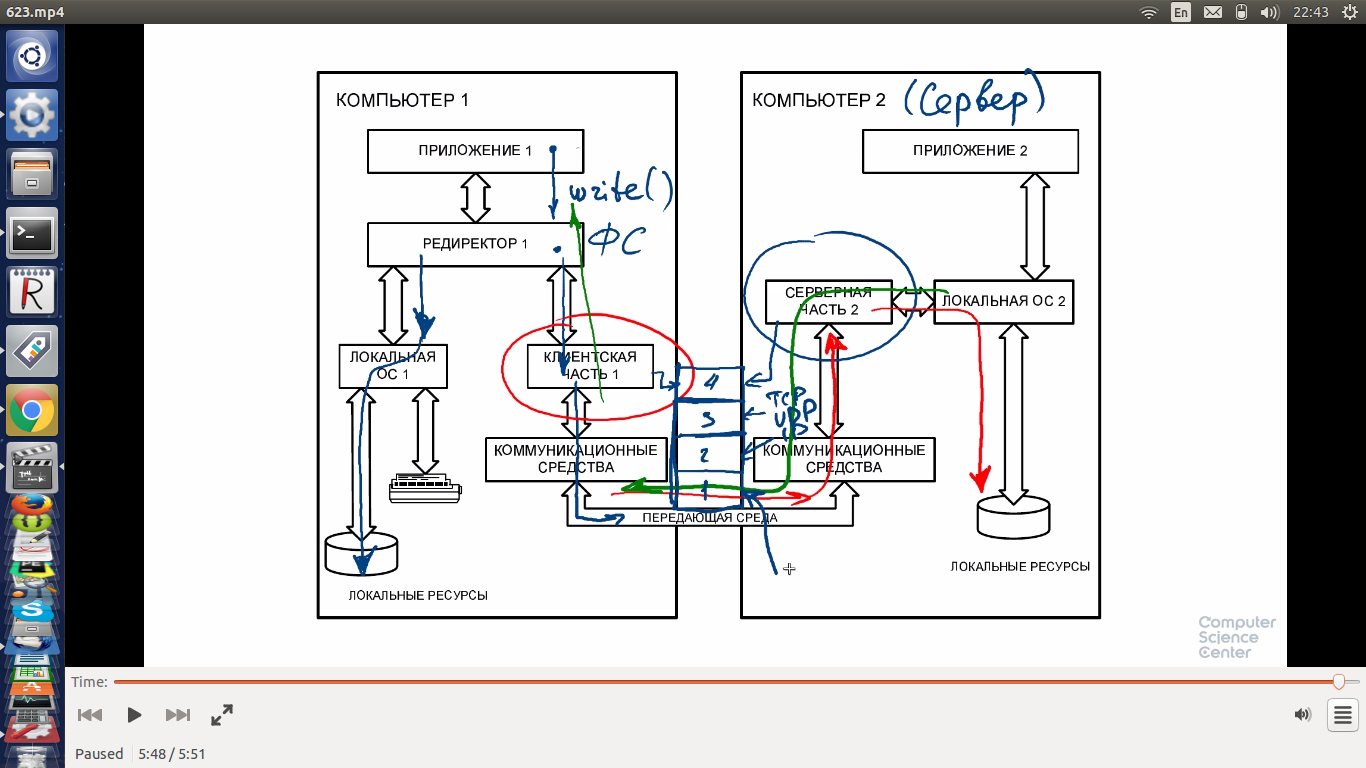 623.mp4
En
22:43
КОМПЬЮТЕР 1
ПРИЛОЖЕНИЕ 1
write()
РЕДИРЕКТОР 1
ФС
ЛОКАЛЬНАЯ
ОС 1
КЛИЕНТСКАЯ
ЧАСТЬ 1
КОММУНИКАЦИОННЫЕ
СРЕДСТВА
ЛОКАЛЬНЫЕ РЕСУРСЫ
4
3
2
1
TCP
UDP
IP
ПЕРЕДАЮЩАЯ СРЕДА
КОМПЬЮТЕР 2 (Сервер)
ПРИЛОЖЕНИЕ 2
СЕРВЕРНАЯ
ЧАСТЬ 2
ЛОКАЛЬНАЯ ОС 2
КОММУНИКАЦИОННЫЕ
СРЕДСТВА
ЛОКАЛЬНЫЕ РЕСУРСЫ
Computer
Science
Center
Time:
Paused 5:48 / 5:51